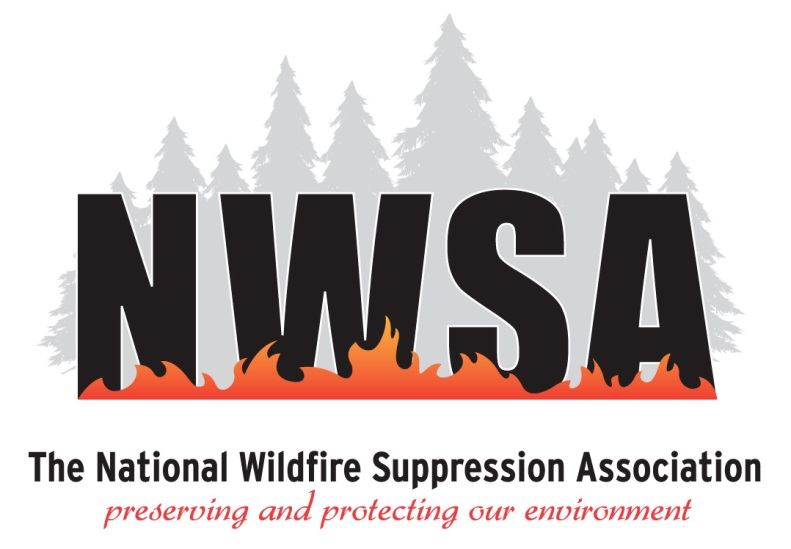 NWSA
The National Wildfire Suppression Association
preserving and protecting our environment